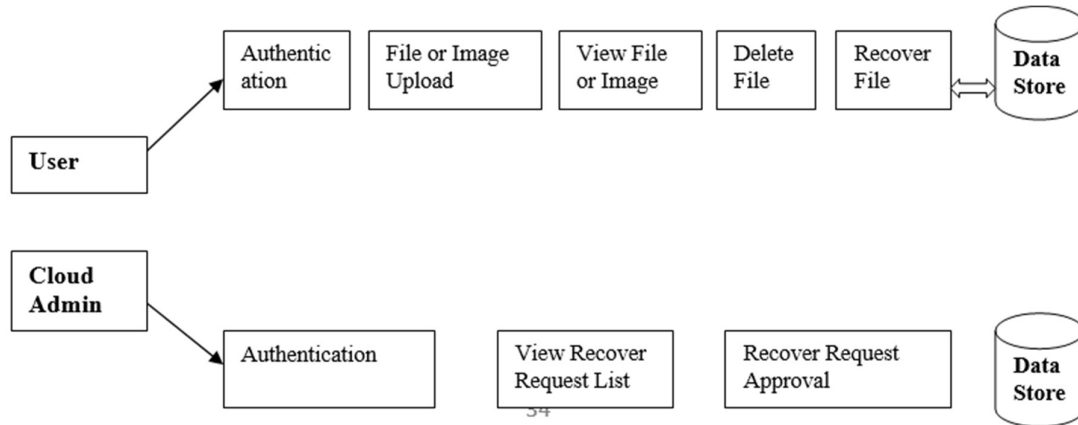 Authentic
ation
File or Image
Upload
View File
or Image
Delete
File
Recover
File
Data
Store
User
Cloud
Admin
Authentication
View Recover
Request List
Recover Request
Approval
Data
Store
34